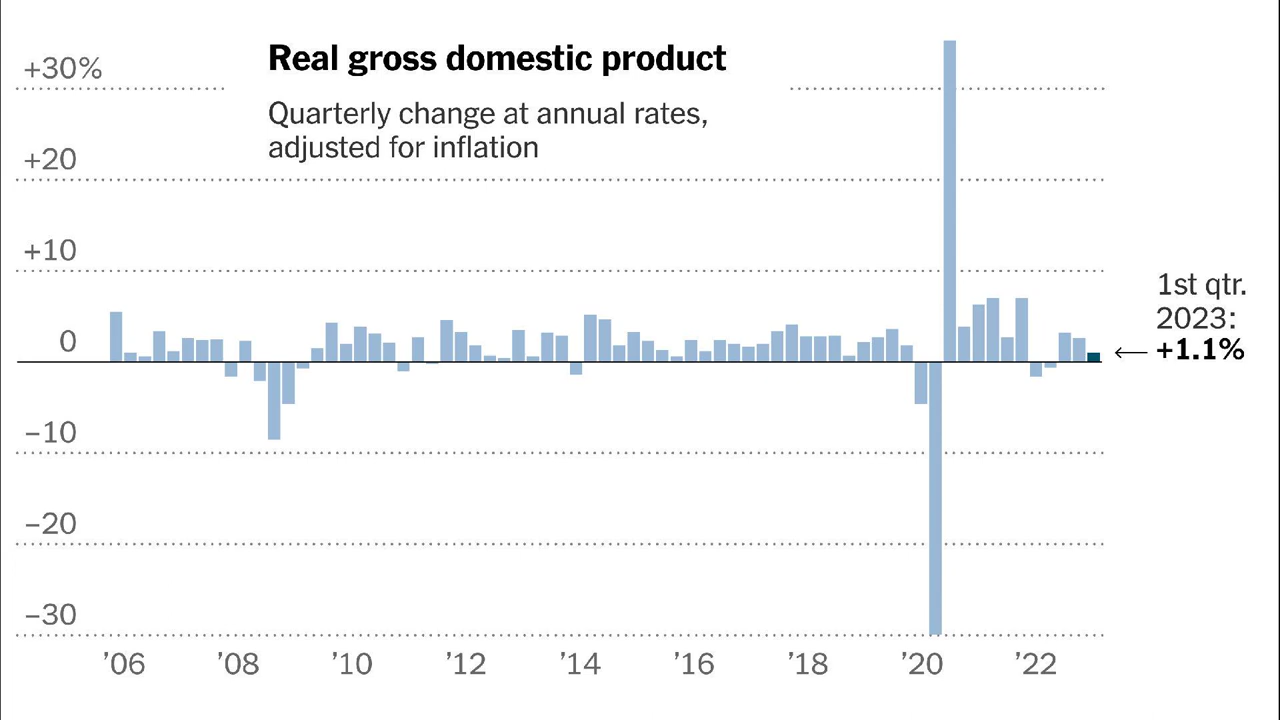 Real gross domestic product
Quarterly change at annual rates,
adjusted for inflation
+30%
+20
+10
0
–10
–20
–30
1st qtr.
2023:
+1.1%
’06 ’08 ’10 ’12 ’14 ’16 ’18 ’20 ’22